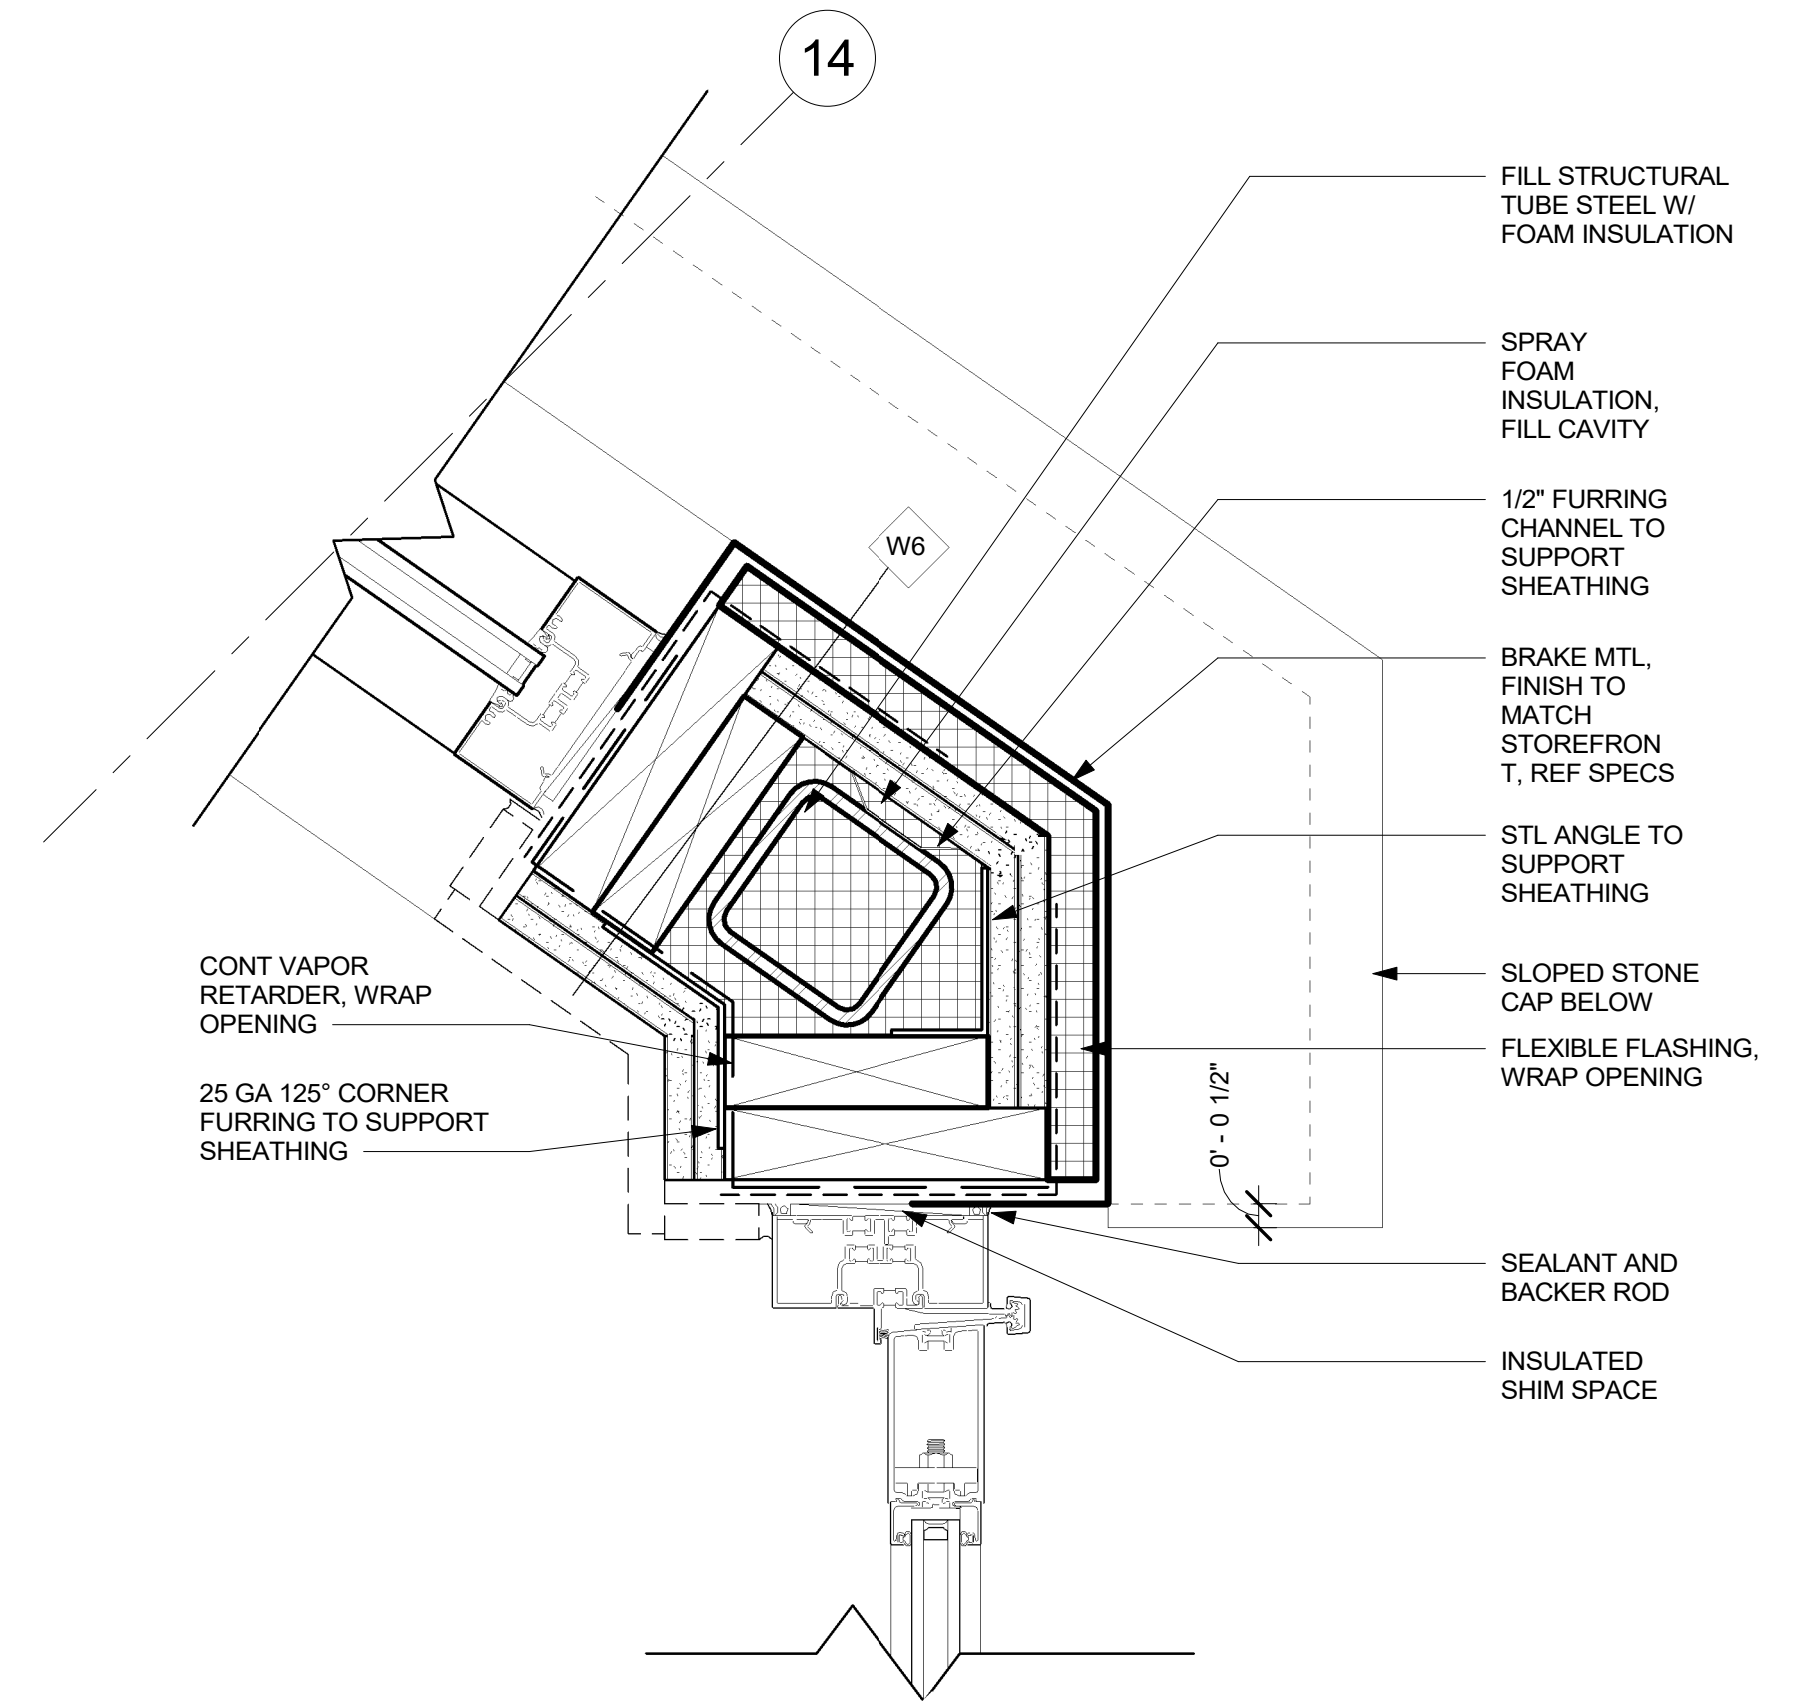 14
FILL STRUCTURAL
TUBE STEEL W/
FOAM INSULATION
SPRAY
FOAM
INSULATION,
FILL CAVITY
1/2" FURRING
CHANNEL TO
SUPPORT
SHEATHING
W6
BRAKE MTL,
FINISH TO
MATCH
STOREFRON
T, REF SPECS
STL ANGLE TO
SUPPORT
SHEATHING
CONT VAPOR
RETARDER, WRAP
OPENING
SLOPED STONE
CAP BELOW
FLEXIBLE FLASHING,
WRAP OPENING
25 GA 125° CORNER
FURRING TO SUPPORT
SHEATHING
0' - 0 1/2"
SEALANT AND
BACKER ROD
INSULATED
SHIM SPACE